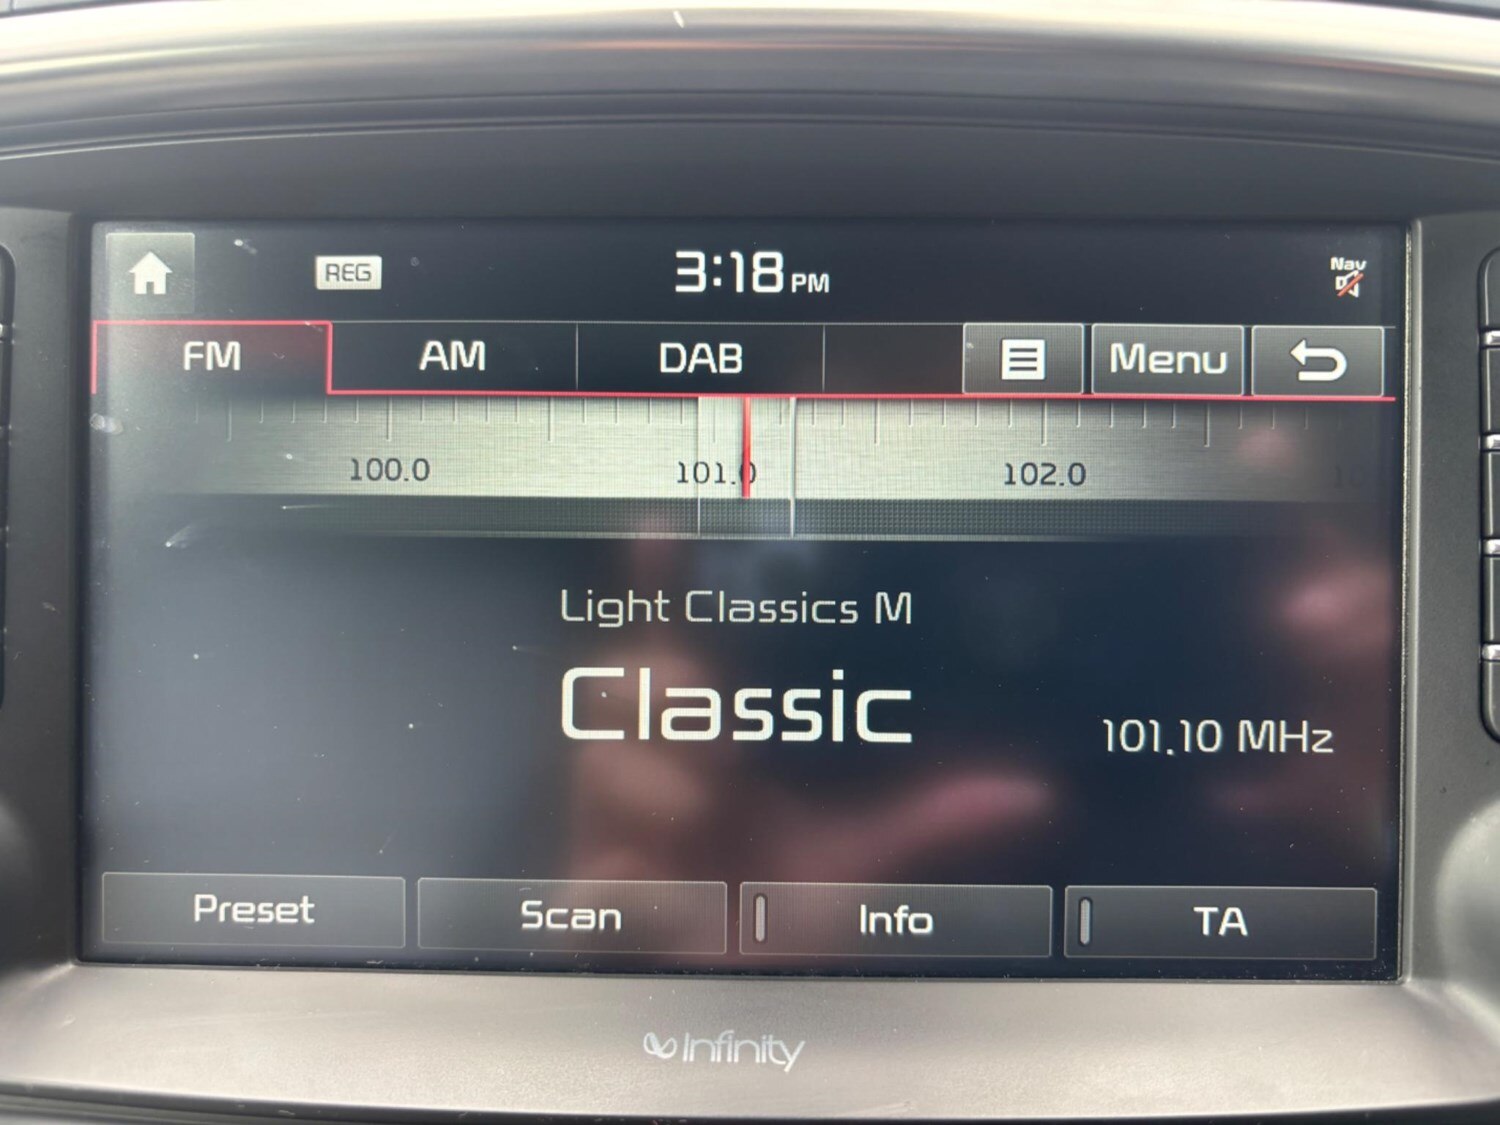 REG 3:18 PM Nav
FM AM DAB Menu
100.0 101.0 102.0
Light Classics M
Classic
101.10 MHz
Preset Scan Info TA
Infinity